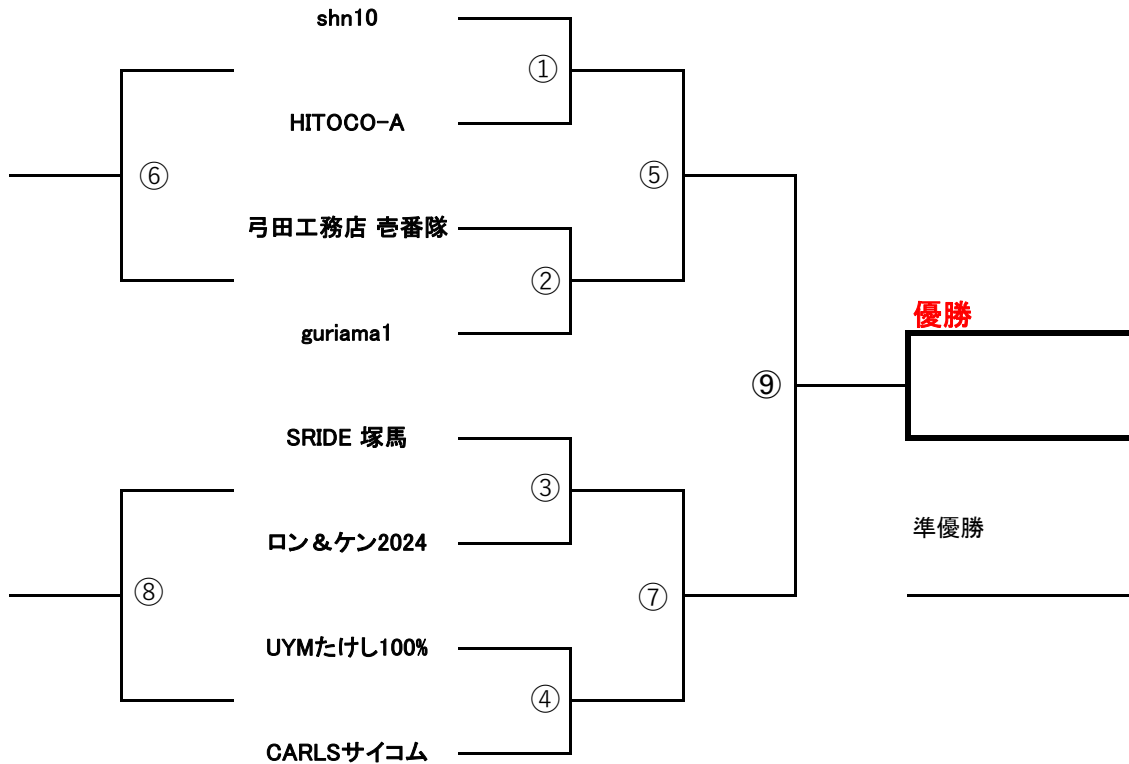 shn10
①
HITOCO-A
⑥
⑤
弓田工務店 壱番隊
②
優勝
guriama1
⑨
SRIDE 塚馬
③
準優勝
ロン＆ケン2024
⑧
⑦
UYMたけし100%
④
CARLSサイコム